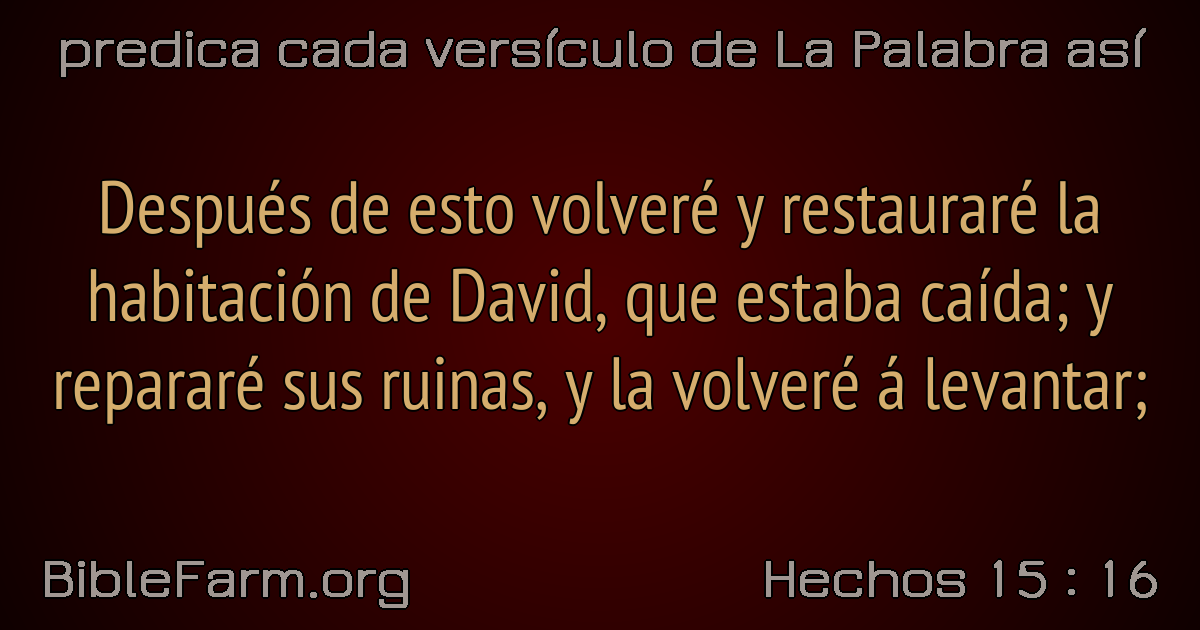 predica cada versículo de La Palabra así
Después de esto volveré y restauraré la
habitación de David, que estaba caída; y
repararé sus ruinas, y la volveré á levantar;
BibleFarm.org
Hechos 15 : 16